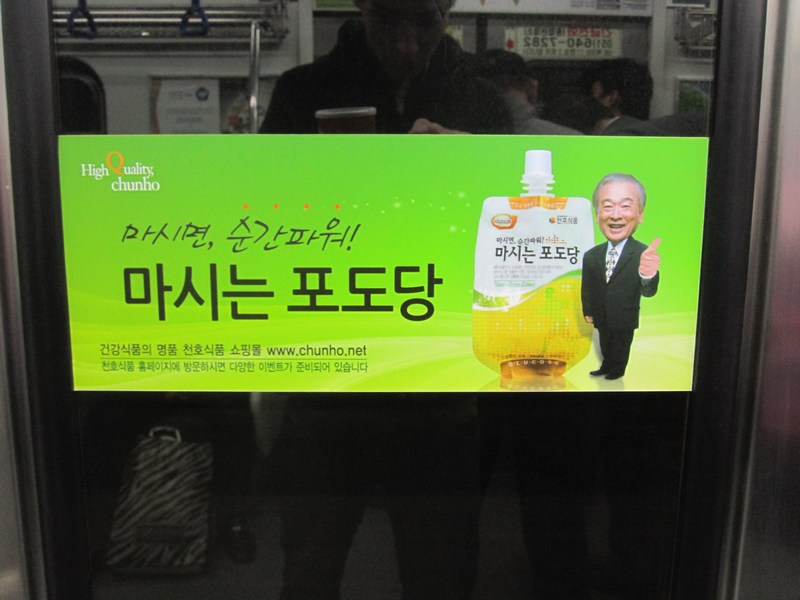 High Quality,
chunho
마시면, 순간파워!
마시는 포도당
건강식품의 명품 천호식품 쇼핑몰 www.chunho.net
천호식품 홈페이지에 방문하시면 다양한 이벤트가 준비되어 있습니다
천호식품
마시면, 순간파워!
마시는 포도당
GLUCOSE
051)640-7282